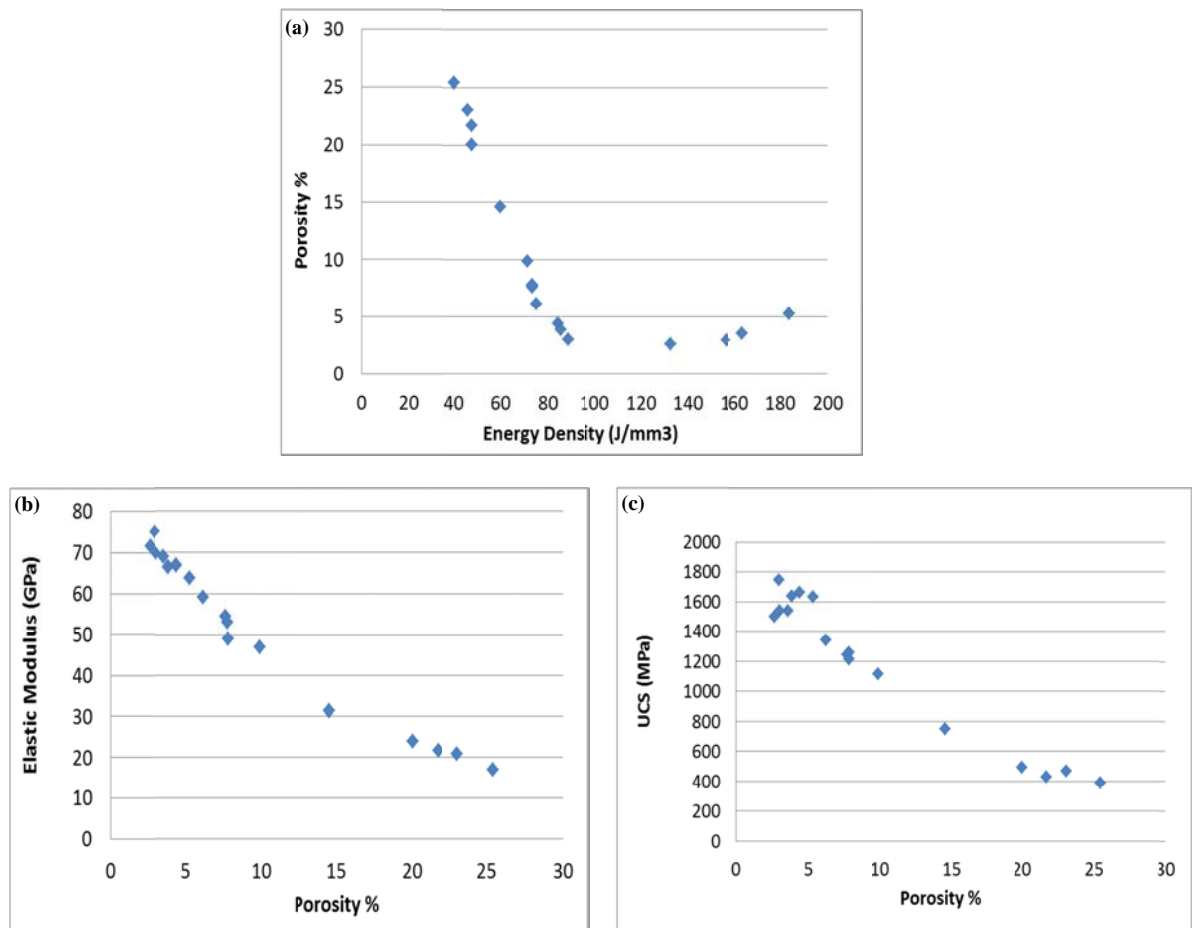 (a)
30
25
20
15
10
5
0
Porosity %
0 20 40 60 80 100 120 140 160 180 200
Energy Density (J/mm3)
(b)
80
70
60
50
40
30
20
10
0
Elastic Modulus (GPa)
0 5 10 15 20 25 30
Porosity %
(c)
2000
1800
1600
1400
1200
1000
800
600
400
200
0
UCS (MPa)
0 5 10 15 20 25 30
Porosity %